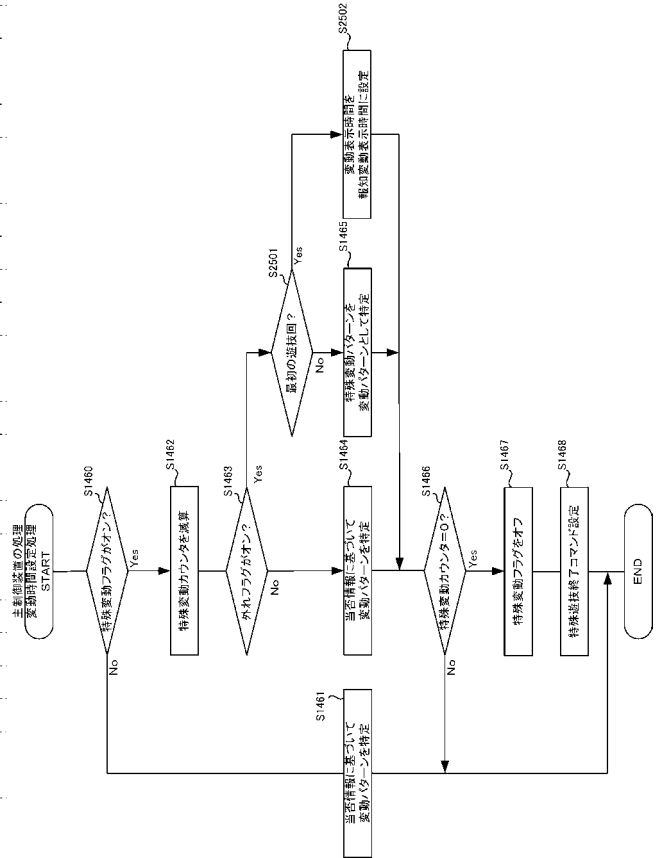 主制御装置の処理
変動時間設定処理
START
S1460
特殊変動フラグがオン？
Yes
No
S1461
当否情報に基づいて
変動パターンを特定
S1462
特殊変動カウンタを減算
S1463
外れフラグがオン？
Yes
No
S2501
最初の遊技回？
Yes
No
S1464
当否情報に基づいて
変動パターンを特定
S1465
特殊変動パターンを
変動パターンとして特定
S2502
変動表示時間を
報知変動表示時間に設定
S1466
特殊変動カウンタ=0？
Yes
No
S1467
特殊変動フラグをオフ
S1468
特殊遊技終了コマンド設定
END